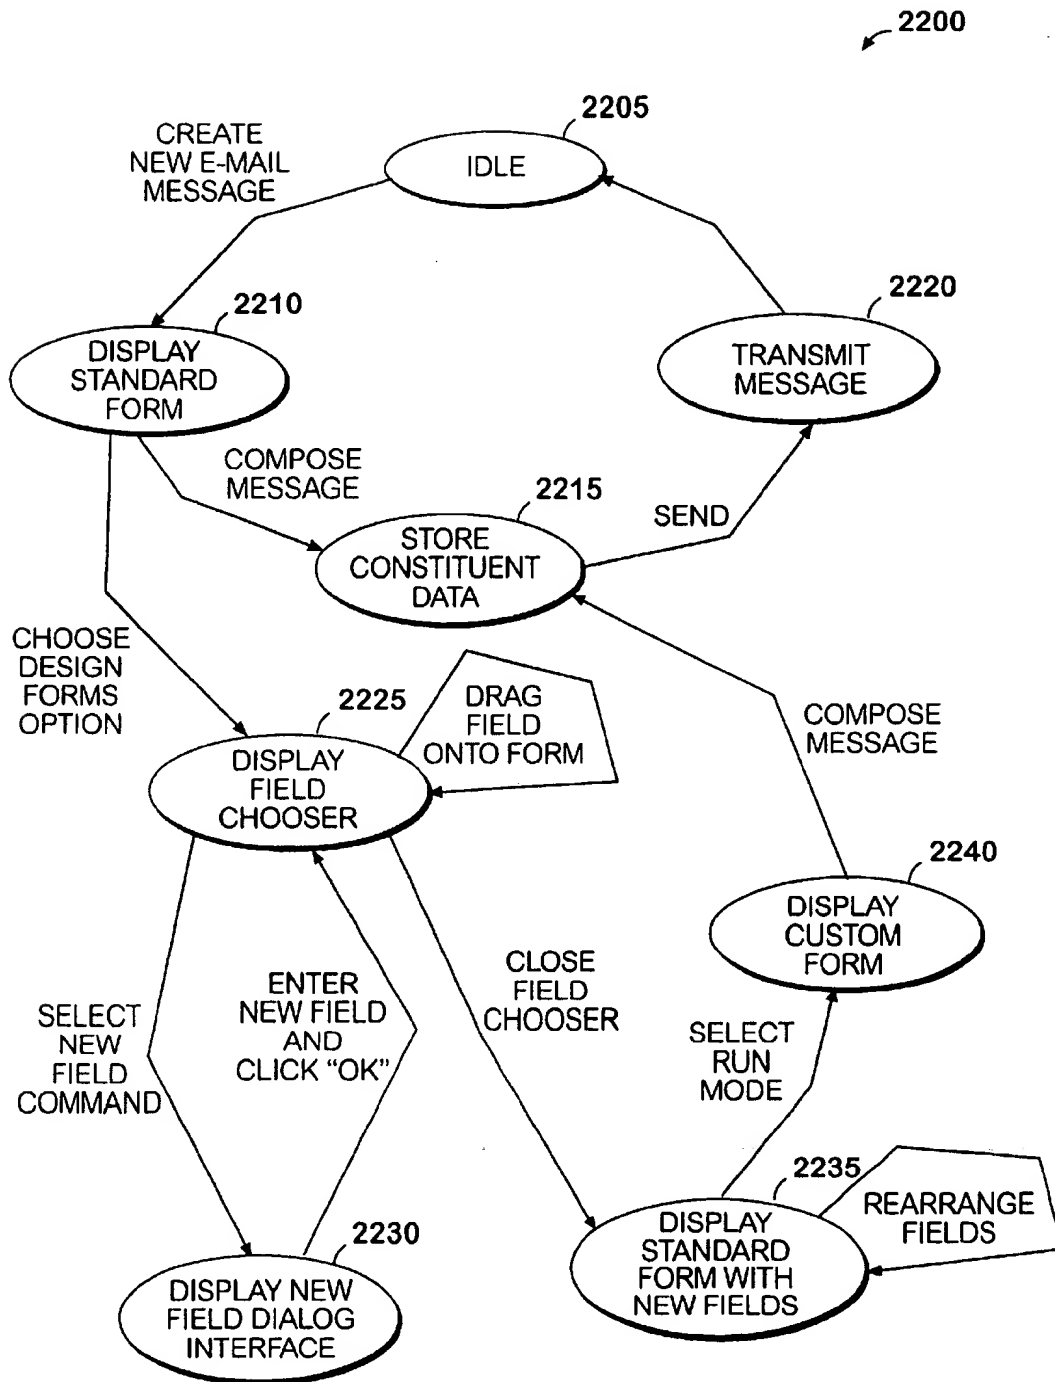 2200
2205
CREATE
NEW E-MAIL
MESSAGE
IDLE
2210
2220
DISPLAY
STANDARD
FORM
TRANSMIT
MESSAGE
COMPOSE
MESSAGE
2215
SEND
STORE
CONSTITUENT
DATA
CHOOSE
DESIGN
FORMS
OPTION
2225
DRAG
FIELD
ONTO FORM
COMPOSE
MESSAGE
DISPLAY
FIELD
CHOOSER
2240
DISPLAY
CUSTOM
FORM
CLOSE
FIELD
CHOOSER
ENTER
NEW FIELD
AND
CLICK “OK”
SELECT
NEW
FIELD
COMMAND
SELECT
RUN
MODE
2235
REARRANGE
FIELDS
DISPLAY
STANDARD
FORM WITH
NEW FIELDS
2230
DISPLAY NEW
FIELD DIALOG
INTERFACE